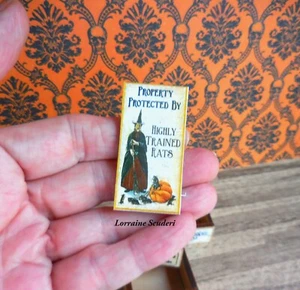 PROPERTY
PROTECTED BY
HIGHLY
TRAINED
RATS
Lorraine Scuderi